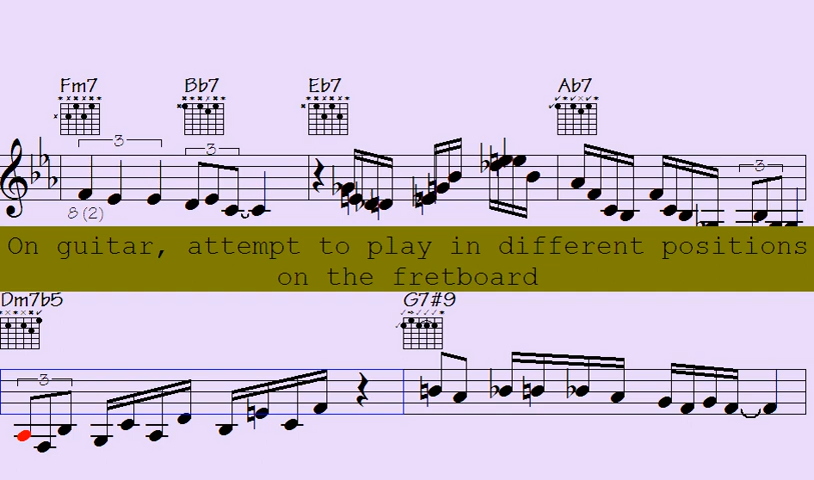 Fm7 Bb7 Eb7 Ab7
3 3 3
8 (2)
On guitar, attempt to play in different positions
on the fretboard
Dm7b5 G7#9
3